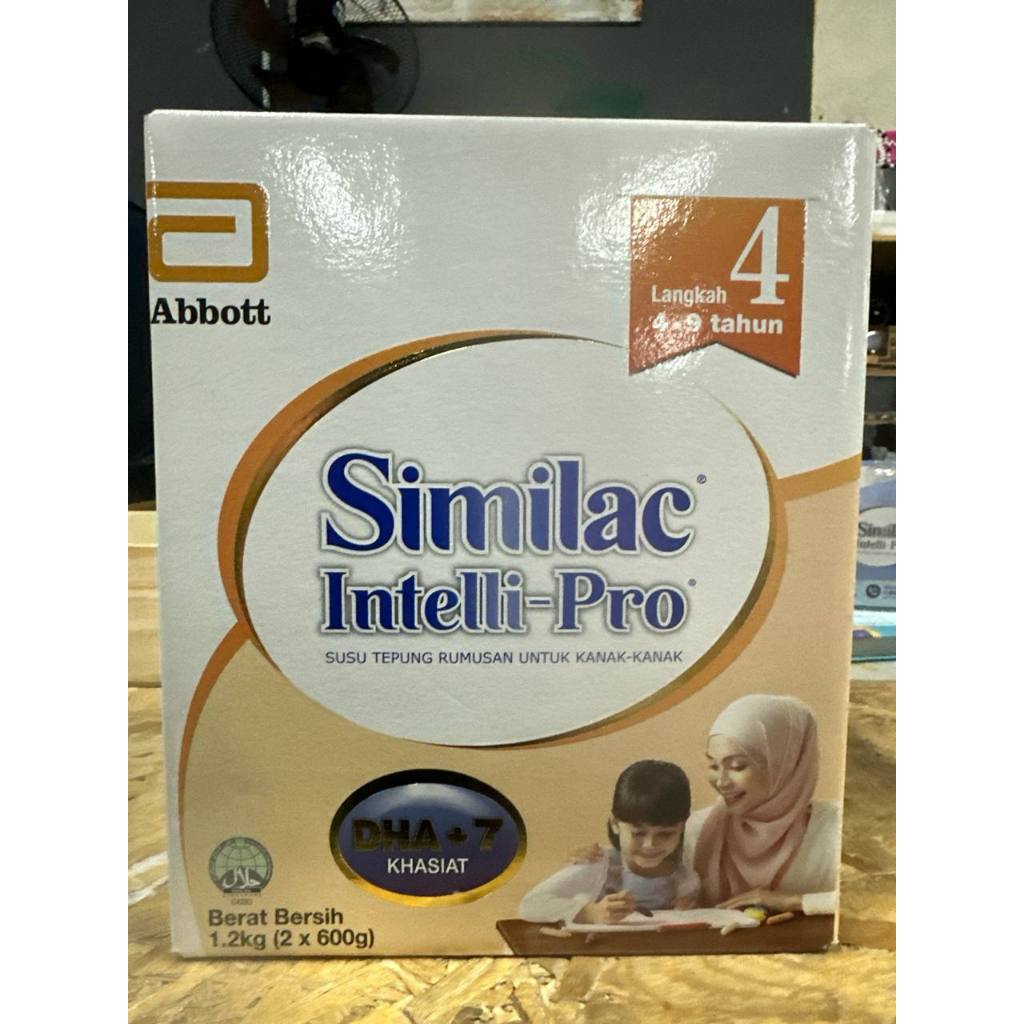 Abbott
4
Langkah
4-9 tahun
Similac®
Intelli-Pro®
SUSU TEPUNG RUMUSAN UNTUK KANAK-KANAK
DHA + 7
KHASIAT
حلال
Berat Bersih
1.2kg (2 x 600g)